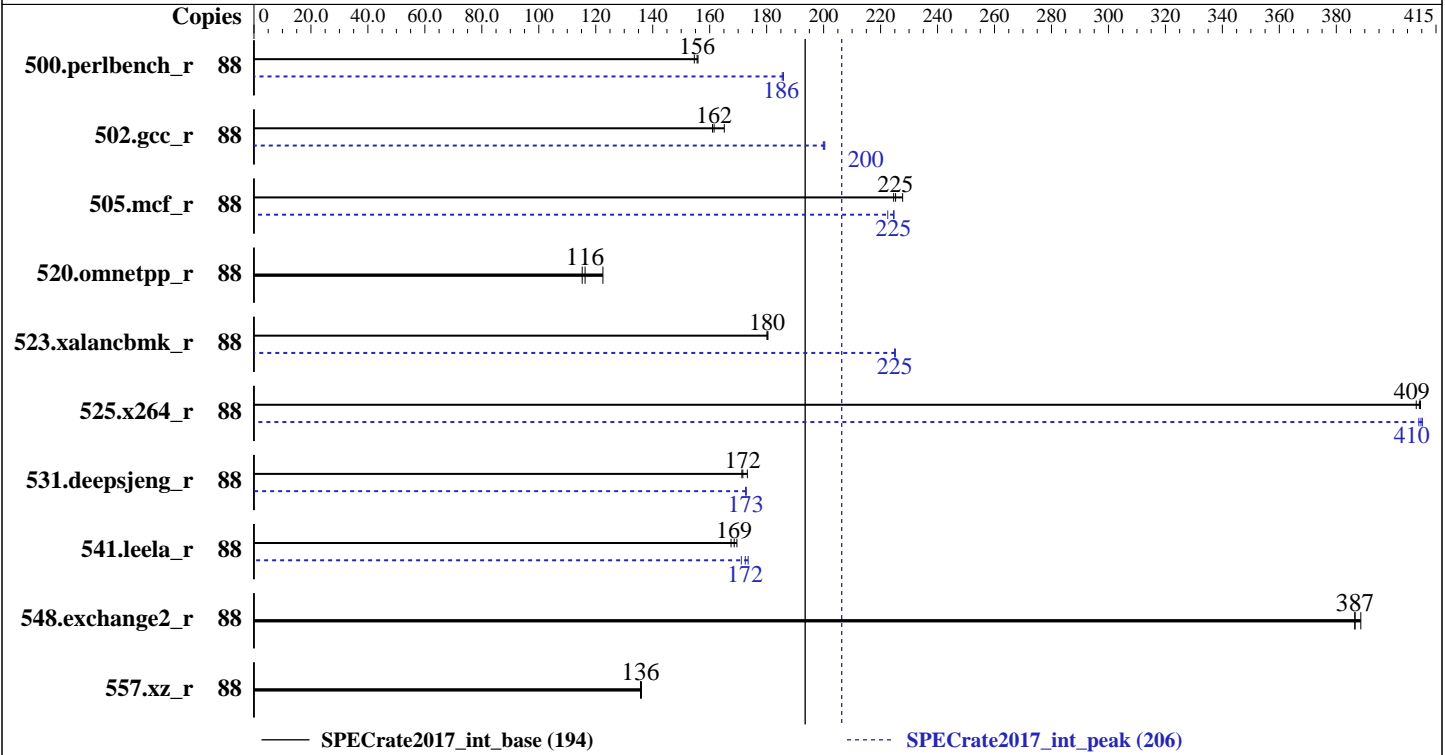 Copies 0 20.0 40.0 60.0 80.0 100 120 140 160 180 200 220 240 260 280 300 320 340 360 380 415
156
500.perlbench_r 88
186
162
502.gcc_r 88
200
225
505.mcf_r 88
225
116
520.omnetpp_r 88
180
523.xalancbmk_r 88
225
409
525.x264_r 88
410
172
531.deepsjeng_r 88
173
169
541.leela_r 88
172
387
548.exchange2_r 88
136
557.xz_r 88
SPECrate2017_int_base (194) SPECrate2017_int_peak (206)